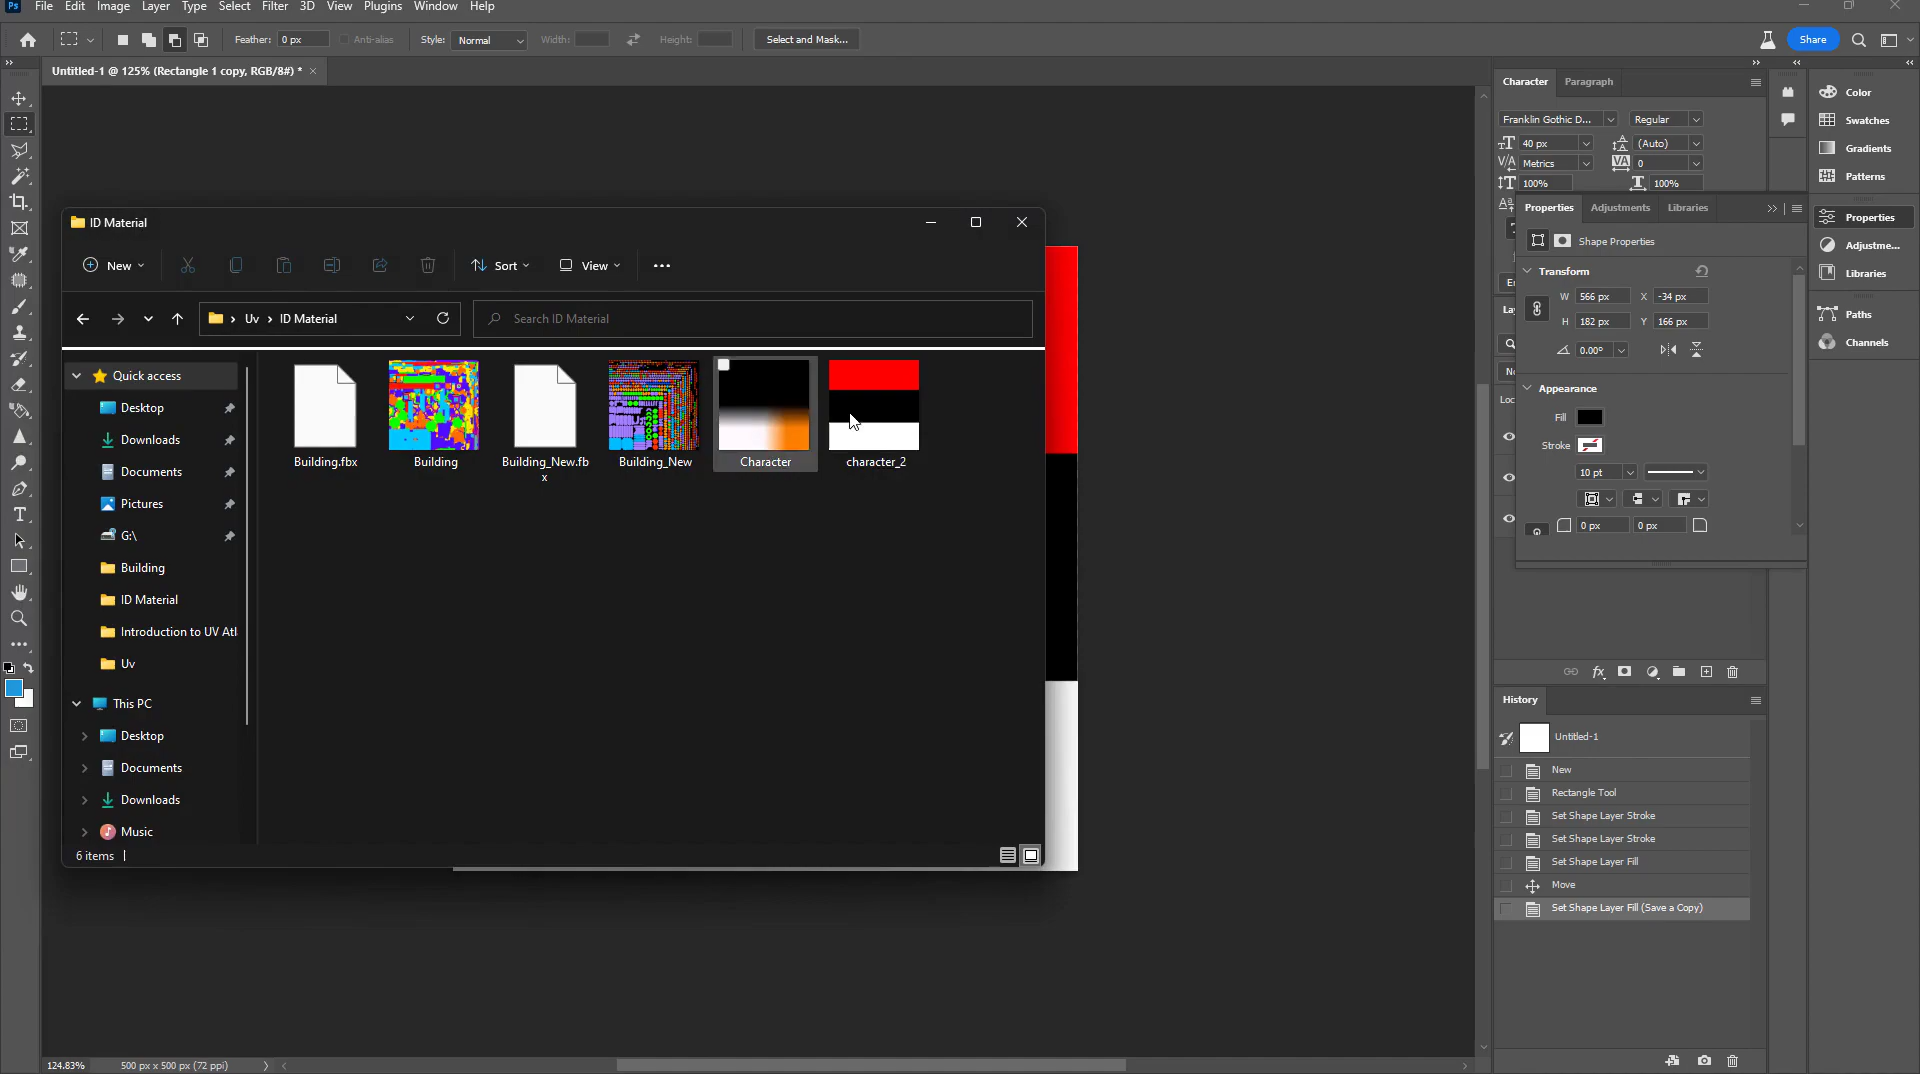 Ps File Edit Image Layer Type Select Filter 3D View Plugins Window Help
Feather: 0 px Anti-alias Style: Normal Width: Height: Select and Mask... Share
Untitled-1 @ 125% (Rectangle 1 copy, RGB/8#) *
Character Paragraph
Franklin Gothic D... Regular
40 px (Auto)
Metrics 0
100% 100%
Color
Swatches
Gradients
Patterns
Properties
Adjustme...
Libraries
Paths
Channels
Properties Adjustments Libraries
Shape Properties
Transform
W 566 px X -34 px
H 182 px Y 166 px
0.00°
Appearance
Fill
Stroke
10 pt
0 px 0 px
ID Material
New Sort View
Uv ID Material Search ID Material
Quick access
Desktop
Downloads
Documents
Pictures
G:\
Building
ID Material
Introduction to UV Atl
Uv
This PC
Desktop
Documents
Downloads
Music
Building.fbx Building Building_New.fb Building_New Character character_2
x
6 items
History
Untitled-1
New
Rectangle Tool
Set Shape Layer Stroke
Set Shape Layer Stroke
Set Shape Layer Fill
Move
Set Shape Layer Fill (Save a Copy)
124.83% 500 px x 500 px (72 ppi)